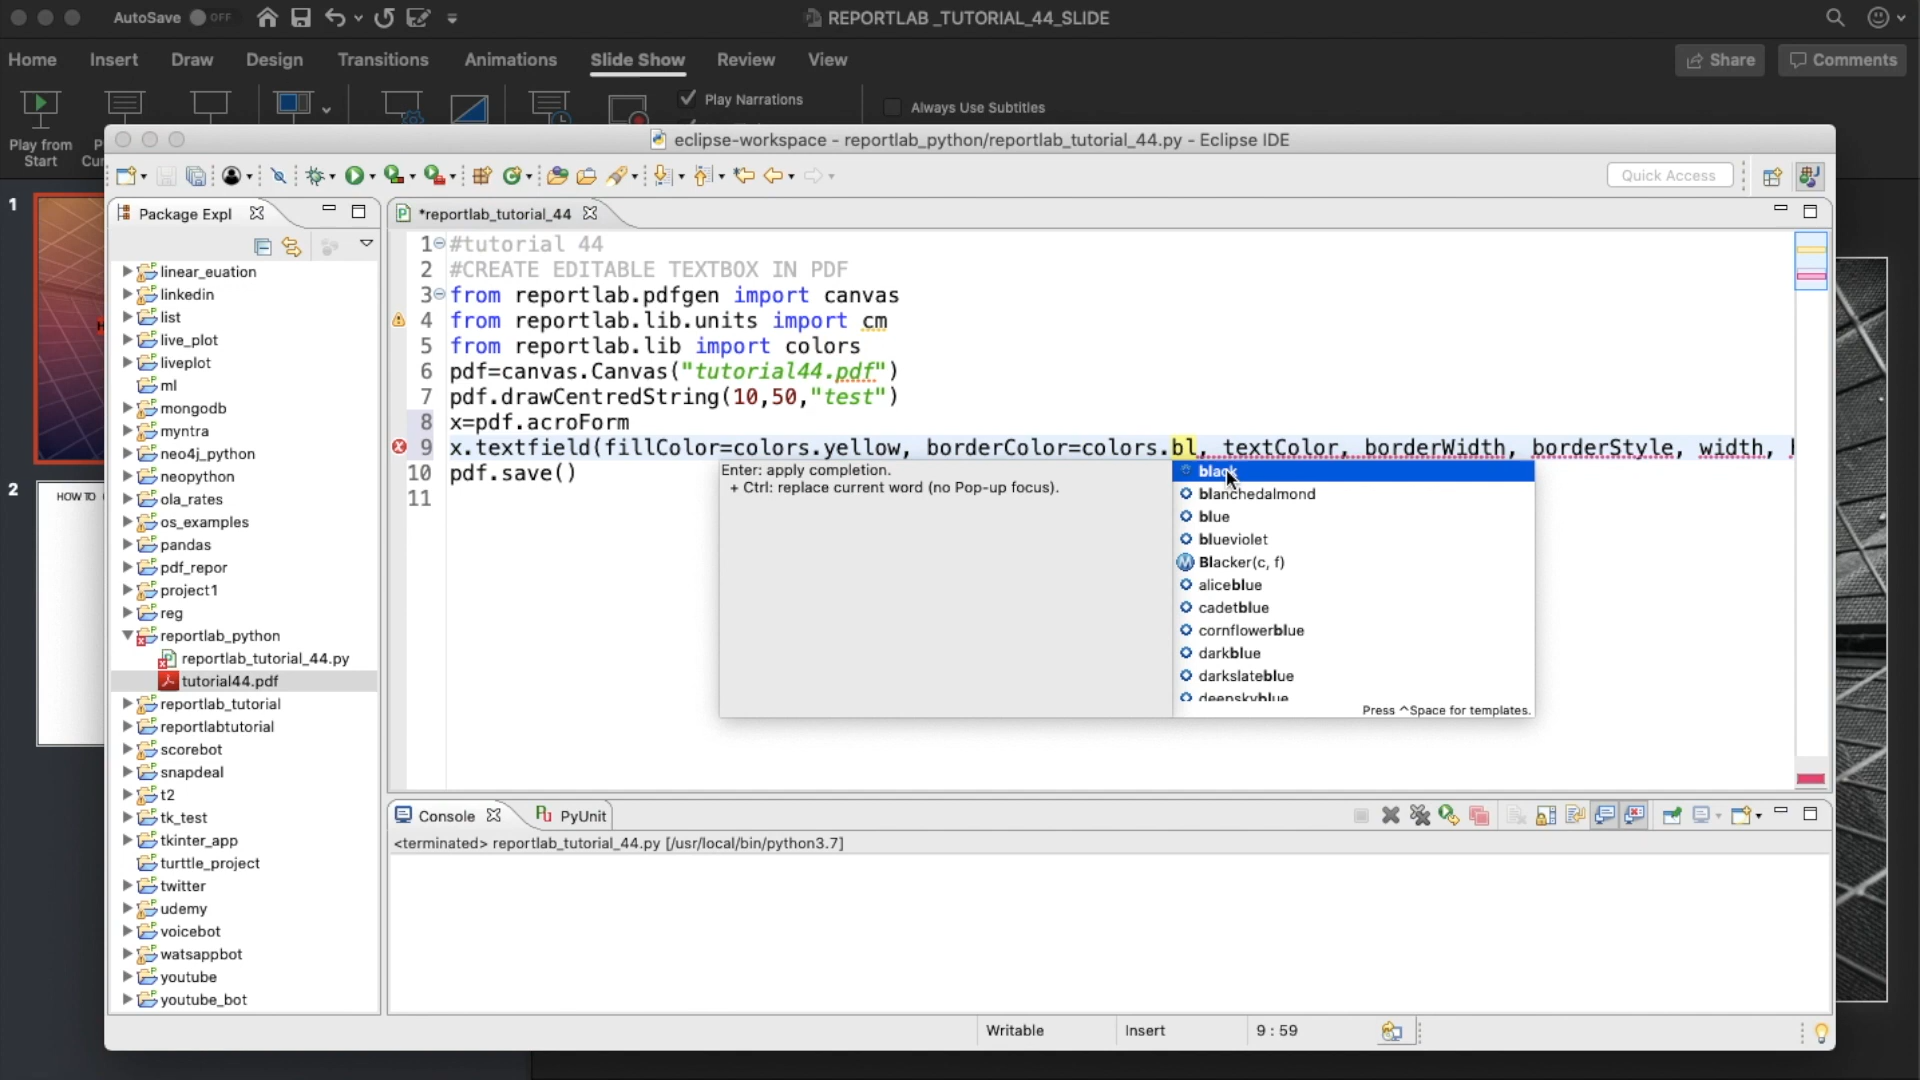 AutoSave OFF
REPORTLAB _TUTORIAL_44_SLIDE
Home Insert Draw Design Transitions Animations Slide Show Review View Share Comments
Play from Start
Play Narrations
Always Use Subtitles
eclipse-workspace - reportlab_python/reportlab_tutorial_44.py - Eclipse IDE
Quick Access
1
2
HOW TO
Package Expl
linear_euation
linkedin
list
live_plot
liveplot
ml
mongodb
myntra
neo4j_python
neopython
ola_rates
os_examples
pandas
pdf_repor
project1
reg
reportlab_python
reportlab_tutorial_44.py
tutorial44.pdf
reportlab_tutorial
reportlabtutorial
scorebot
snapdeal
t2
tk_test
tkinter_app
turttle_project
twitter
udemy
voicebot
watsappbot
youtube
youtube_bot
*reportlab_tutorial_44
1 #tutorial 44
2 #CREATE EDITABLE TEXTBOX IN PDF
3 from reportlab.pdfgen import canvas
4 from reportlab.lib.units import cm
5 from reportlab.lib import colors
6 pdf=canvas.Canvas("tutorial44.pdf")
7 pdf.drawCentredString(10,50,"test")
8 x=pdf.acroForm
9 x.textfield(fillColor=colors.yellow, borderColor=colors.bl, textColor, borderWidth, borderStyle, width,
10 pdf.save()
11
Enter: apply completion.
+ Ctrl: replace current word (no Pop-up focus).
black
blanchedalmond
blue
blueviolet
Blacker(c, f)
aliceblue
cadetblue
cornflowerblue
darkblue
darkslateblue
deepskyblue
Press ^Space for templates.
Console PyUnit
<terminated> reportlab_tutorial_44.py [/usr/local/bin/python3.7]
Writable Insert 9 : 59